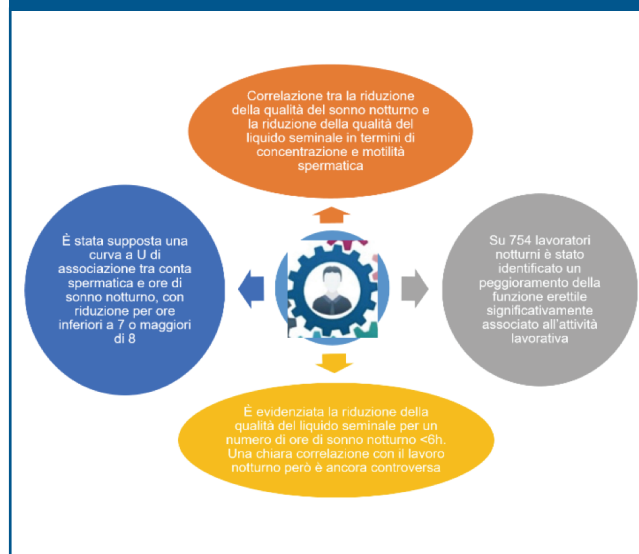 Correlazione tra la riduzione
della qualità del sonno notturno e
la riduzione della qualità del
liquido seminale in termini di
concentrazione e motilità
spermatica
È stata supposta una
curva a U di
associazione tra conta
spermatica e ore di
sonno notturno, con
riduzione per ore
inferiori a 7 o maggiori
di 8
Su 754 lavoratori
notturni è stato
identificato un
peggioramento della
funzione erettile
significativamente
associato all'attività
lavorativa
È evidenziata la riduzione della
qualità del liquido seminale per un
numero di ore di sonno notturno <6h.
Una chiara correlazione con il lavoro
notturno però è ancora controversa